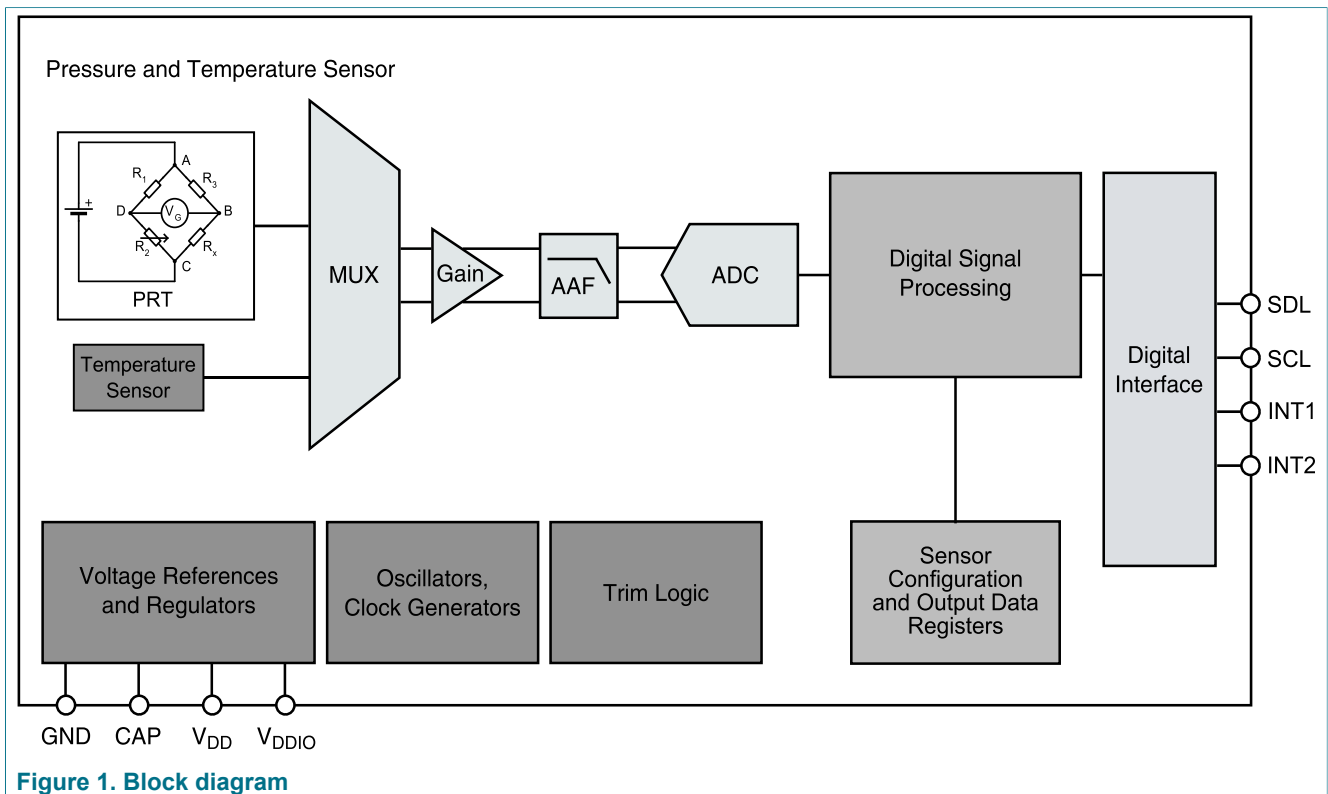 Pressure and Temperature Sensor
A
R1
R3
+
D
VG
B
R2
Rx
C
PRT
Temperature
Sensor
MUX
Gain
AAF
ADC
Digital Signal
Processing
Digital
Interface
SDL
SCL
INT1
INT2
Voltage References
and Regulators
Oscillators,
Clock Generators
Trim Logic
Sensor
Configuration
and Output Data
Registers
GND
CAP
VDD
VDDIO
Figure 1. Block diagram